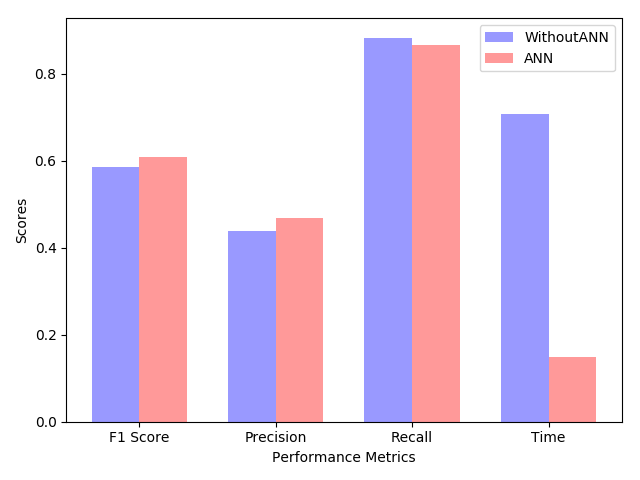 WithoutANN
ANN
Scores
0.8
0.6
0.4
0.2
0.0
F1 Score
Precision
Recall
Time
Performance Metrics